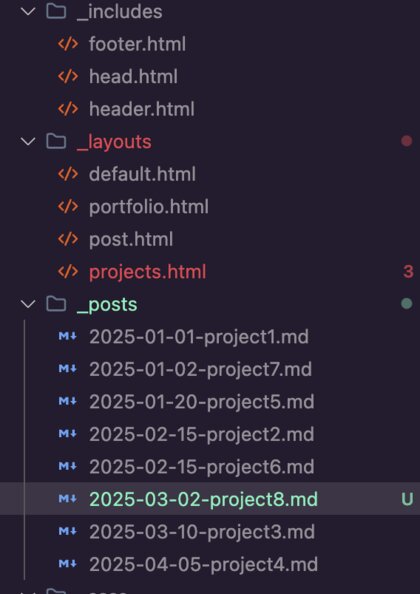 _includes
footer.html
head.html
header.html
_layouts
default.html
portfolio.html
post.html
projects.html 3
_posts
2025-01-01-project1.md
2025-01-02-project7.md
2025-01-20-project5.md
2025-02-15-project2.md
2025-02-15-project6.md
2025-03-02-project8.md U
2025-03-10-project3.md
2025-04-05-project4.md